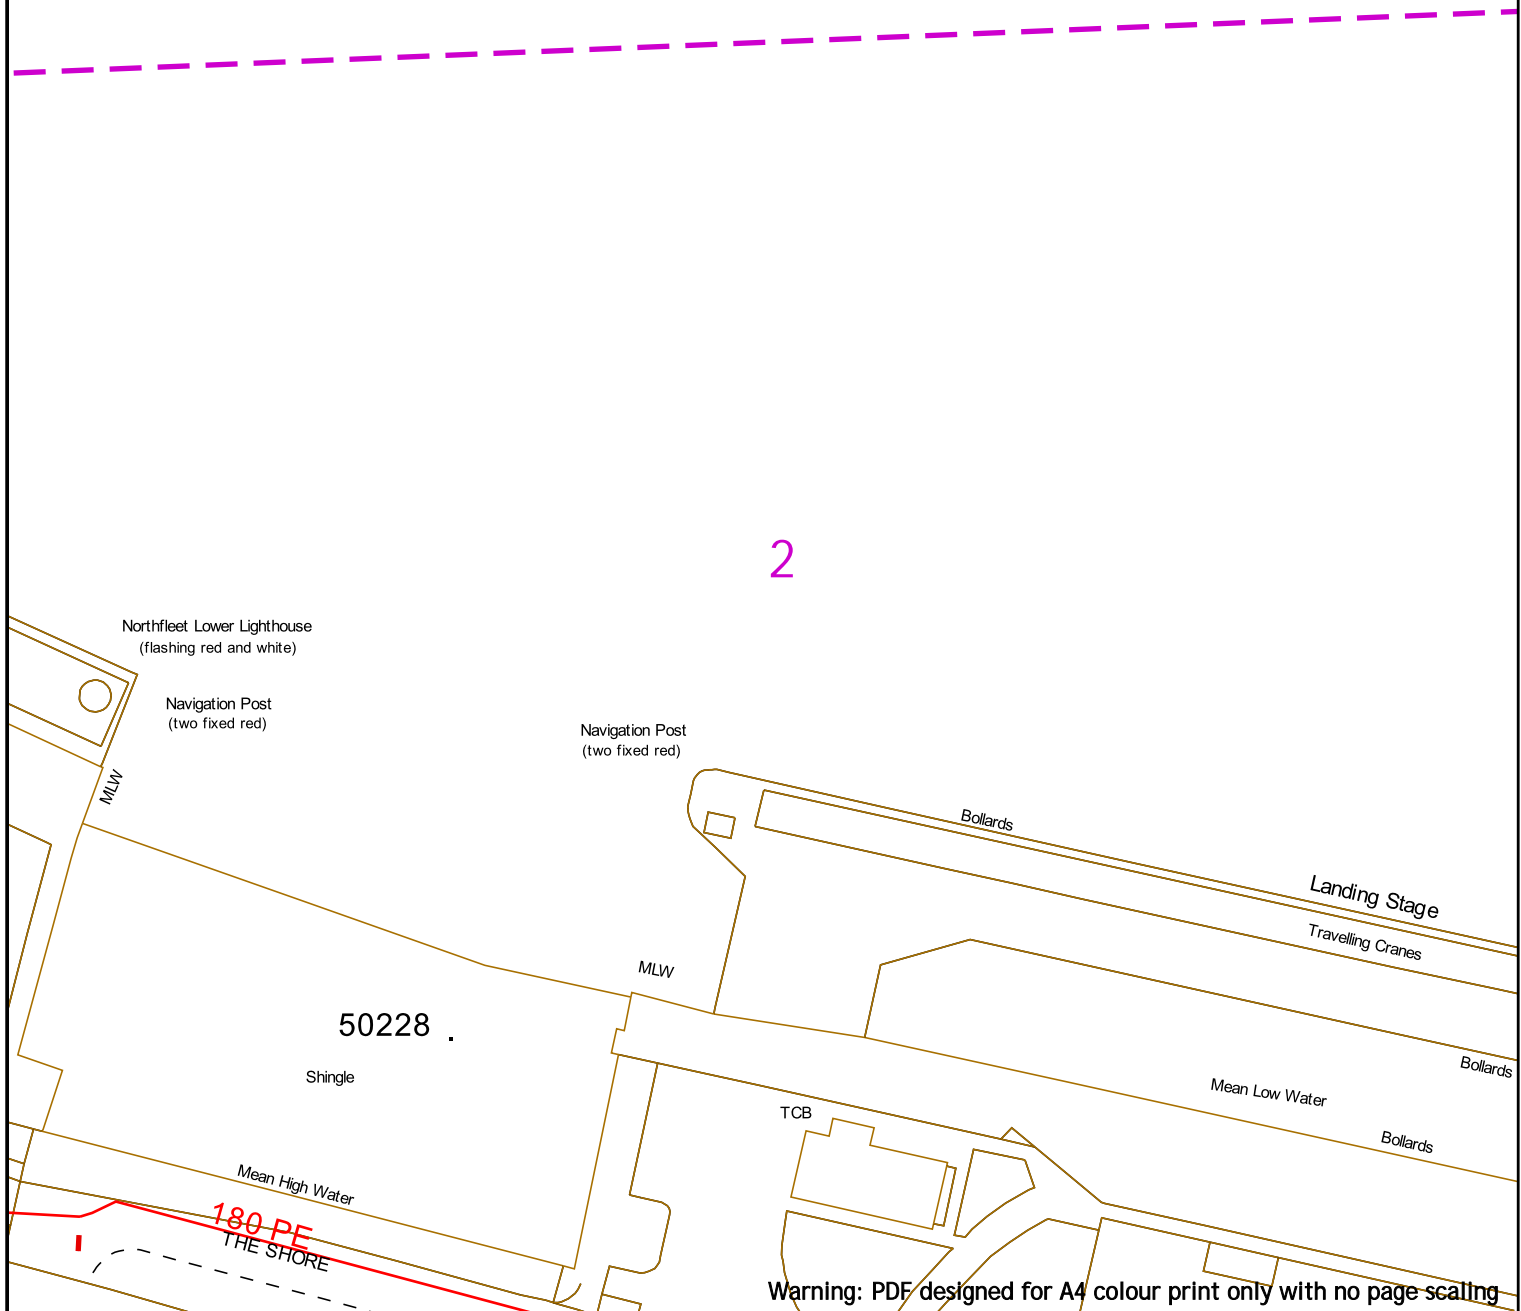 2
Northfleet Lower Lighthouse
(flashing red and white)
Navigation Post
(two fixed red)
Navigation Post
(two fixed red)
MLW
Bollards
Landing Stage
Travelling Cranes
MLW
50228 .
Shingle
Bollards
Mean Low Water
TCB
Bollards
Mean High Water
180 PE
THE SHORE
Warning: PDF designed for A4 colour print only with no page scaling